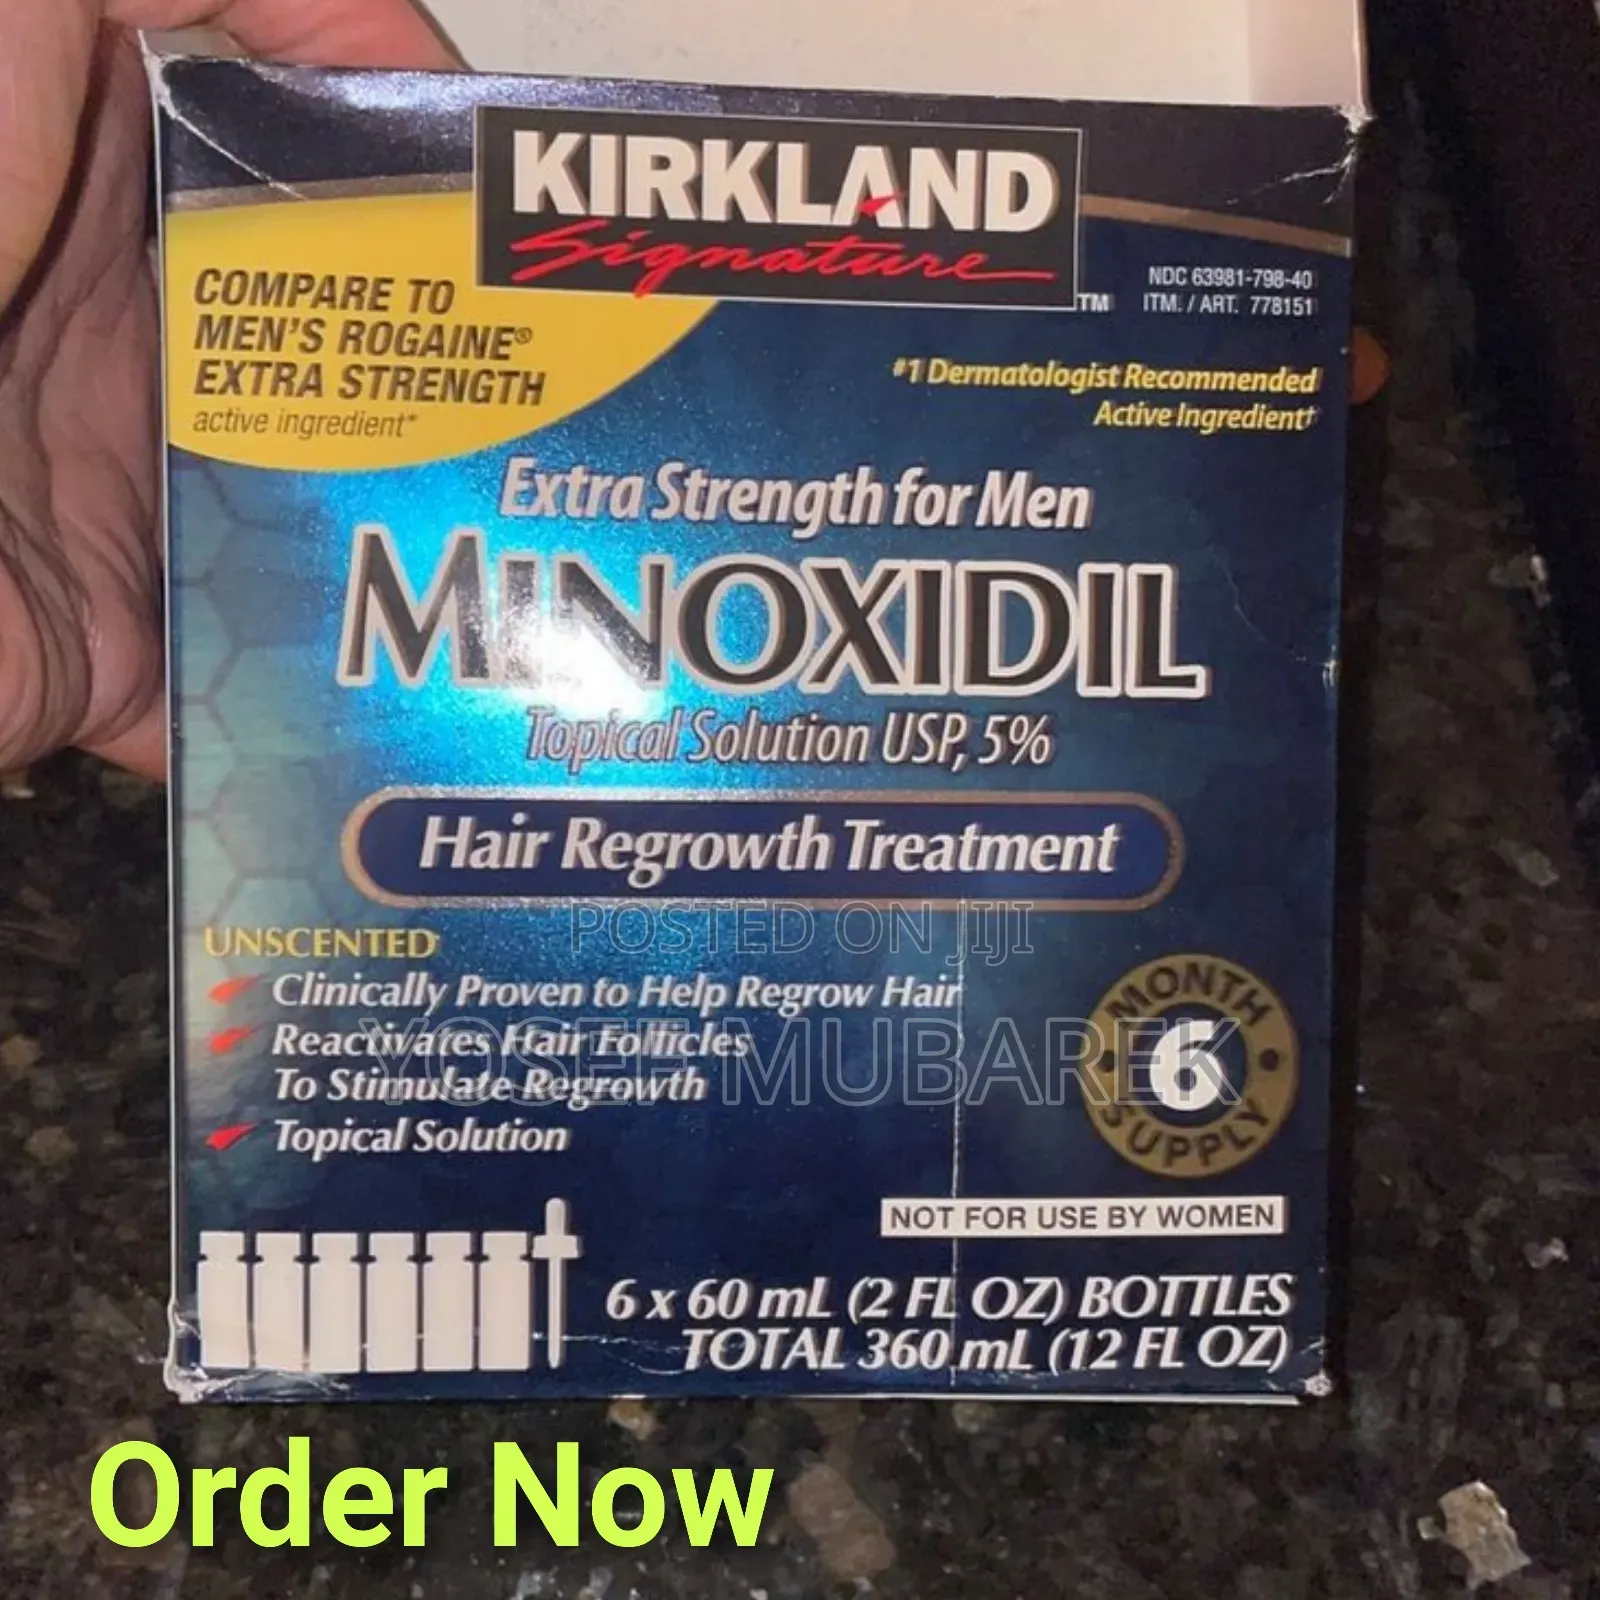 KIRKLAND
Signature
TM
NDC 63981-798-40
ITM. / ART. 778151
COMPARE TO
MEN'S ROGAINE®
EXTRA STRENGTH
active ingredient*
#1 Dermatologist Recommended
Active Ingredient†
Extra Strength for Men
MINOXIDIL
Topical Solution USP, 5%
Hair Regrowth Treatment
POSTED ON JIJI
YOSEF MUBAREK
UNSCENTED
Clinically Proven to Help Regrow Hair
Reactivates Hair Follicles
To Stimulate Regrowth
Topical Solution
MONTH
6
SUPPLY
NOT FOR USE BY WOMEN
6 x 60 mL (2 FL OZ) BOTTLES
TOTAL 360 mL (12 FL OZ)
Order Now